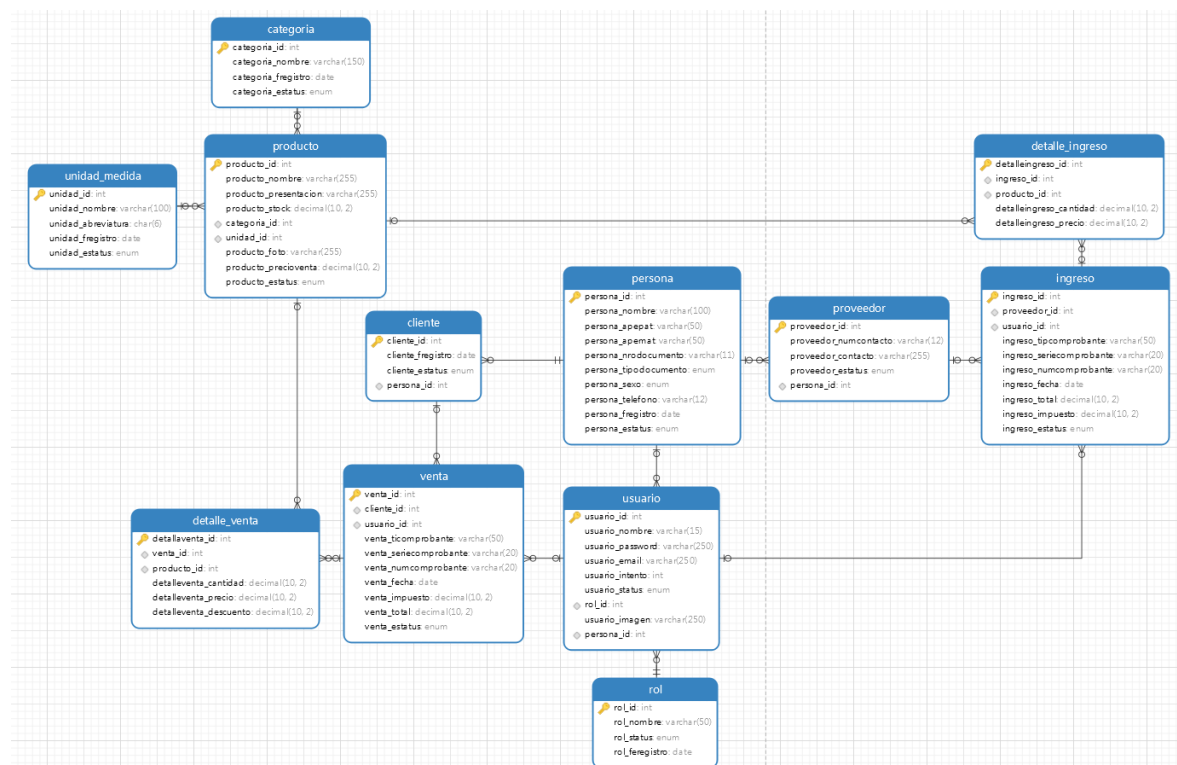 categoria
categoria_id: int
categoria_nombre: varchar(150)
categoria_fregistro: date
categoria_estatus: enum
producto
producto_id: int
producto_nombre: varchar(255)
producto_presentacion: varchar(255)
producto_stock: decimal(10, 2)
categoria_id: int
unidad_id: int
producto_foto: varchar(255)
producto_precioventa: decimal(10, 2)
producto_estatus: enum
detalle_ingreso
detalleingreso_id: int
ingreso_id: int
producto_id: int
detalleingreso_cantidad: decimal(10, 2)
detalleingreso_precio: decimal(10, 2)
unidad_medida
unidad_id: int
unidad_nombre: varchar(100)
unidad_abreviatura: char(6)
unidad_fregistro: date
unidad_estatus: enum
persona
persona_id: int
persona_nombre: varchar(100)
persona_apepat: varchar(50)
persona_apemat: varchar(50)
persona_nrodocumento: varchar(11)
persona_tipodocumento: enum
persona_sexo: enum
persona_telefono: varchar(12)
persona_fregistro: date
persona_estatus: enum
ingreso
ingreso_id: int
proveedor_id: int
usuario_id: int
ingreso_tipcomprobante: varchar(50)
ingreso_seriecomprobante: varchar(20)
ingreso_numcomprobante: varchar(20)
ingreso_fecha: date
ingreso_total: decimal(10, 2)
ingreso_impuesto: decimal(10, 2)
ingreso_estatus: enum
proveedor
proveedor_id: int
proveedor_numcontacto: varchar(12)
proveedor_contacto: varchar(255)
proveedor_estatus: enum
persona_id: int
cliente
cliente_id: int
cliente_fregistro: date
cliente_estatus: enum
persona_id: int
venta
venta_id: int
cliente_id: int
usuario_id: int
venta_ticomprobante: varchar(50)
venta_seriecomprobante: varchar(20)
venta_numcomprobante: varchar(20)
venta_fecha: date
venta_impuesto: decimal(10, 2)
venta_total: decimal(10, 2)
venta_estatus: enum
usuario
usuario_id: int
usuario_nombre: varchar(15)
usuario_password: varchar(250)
usuario_email: varchar(250)
usuario_intento: int
usuario_status: enum
rol_id: int
usuario_imagen: varchar(250)
persona_id: int
detalle_venta
detallaventa_id: int
venta_id: int
producto_id: int
detalleventa_cantidad: decimal(10, 2)
detalleventa_precio: decimal(10, 2)
detalleventa_descuento: decimal(10, 2)
rol
rol_id: int
rol_nombre: varchar(50)
rol_status: enum
rol_feregistro: date